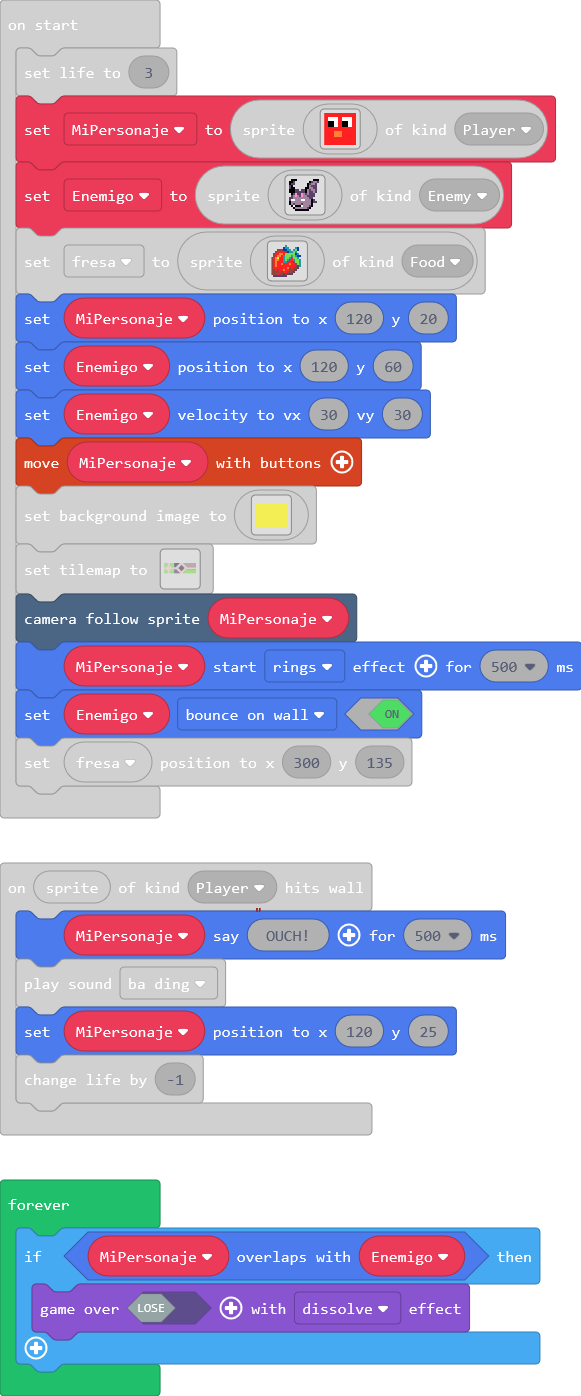 on start
set life to 3
set MiPersonaje to sprite of kind Player
set Enemigo to sprite of kind Enemy
set fresa to sprite of kind Food
set MiPersonaje position to x 120 y 20
set Enemigo position to x 120 y 60
set Enemigo velocity to vx 30 vy 30
move MiPersonaje with buttons
set background image to
set tilemap to
camera follow sprite MiPersonaje
MiPersonaje start rings effect for 500 ms
set Enemigo bounce on wall ON
set fresa position to x 300 y 135
on sprite of kind Player hits wall
MiPersonaje say "OUCH!" for 500 ms
play sound ba ding
set MiPersonaje position to x 120 y 25
change life by -1
forever
if MiPersonaje overlaps with Enemigo then
game over LOSE with dissolve effect